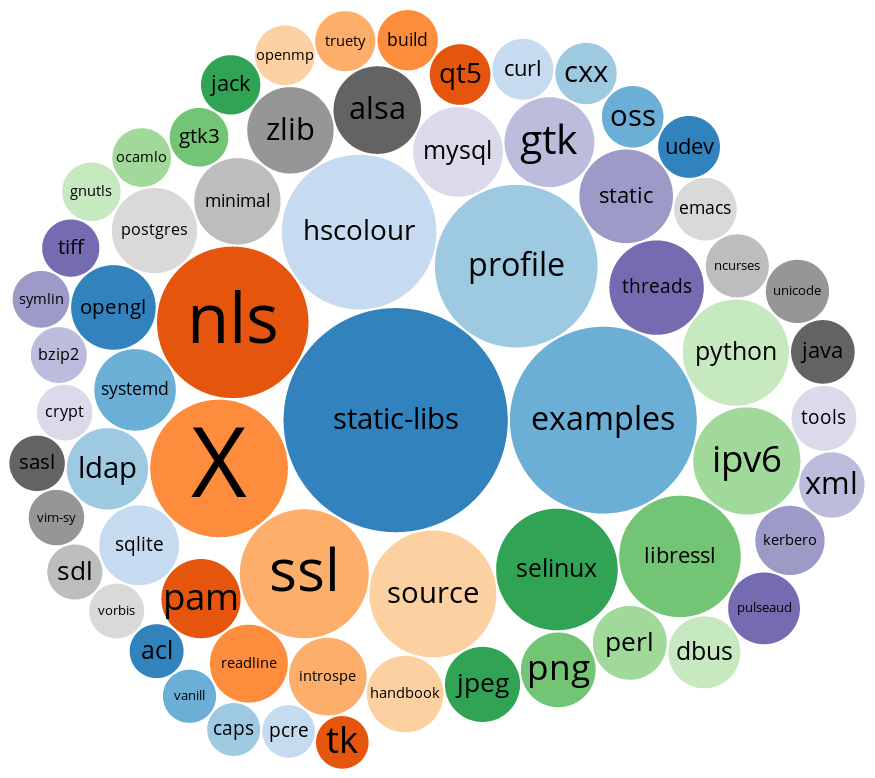 build
truety
openmp
qt5
curl
cxx
jack
alsa
oss
zlib
gtk3
gtk
udev
mysql
ocamlo
gnutls
static
minimal
emacs
postgres
hscolour
tiff
profile
ncurses
threads
unicode
symlin
opengl
nls
bzip2
python
java
systemd
crypt
static-libs
examples
tools
sasl
ldap
X
ipv6
xml
vim-sy
sqlite
kerbero
sdl
ssl
selinux
libressl
vorbis
pam
source
pulseaud
acl
perl
dbus
readline
introspe
png
jpeg
handbook
vanill
caps
pcre
tk